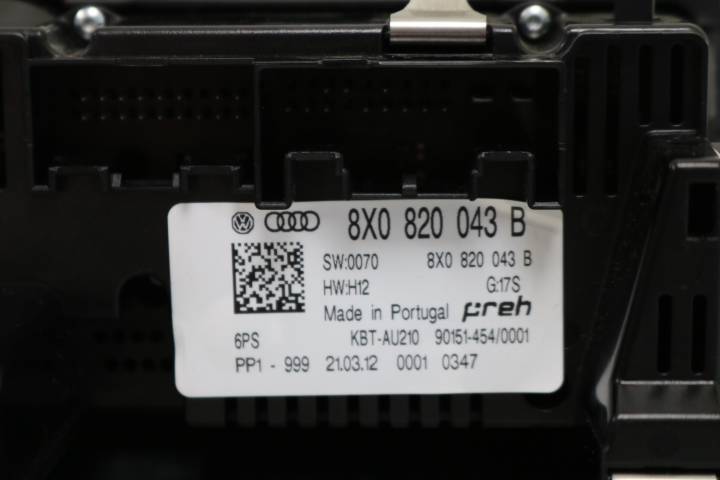 8X0 820 043 B
SW:0070 8X0 820 043 B
HW:H12 G:17S
Made in Portugal preh
6PS KBT-AU210 90151-454/0001
PP1 - 999 21.03.12 0001 0347